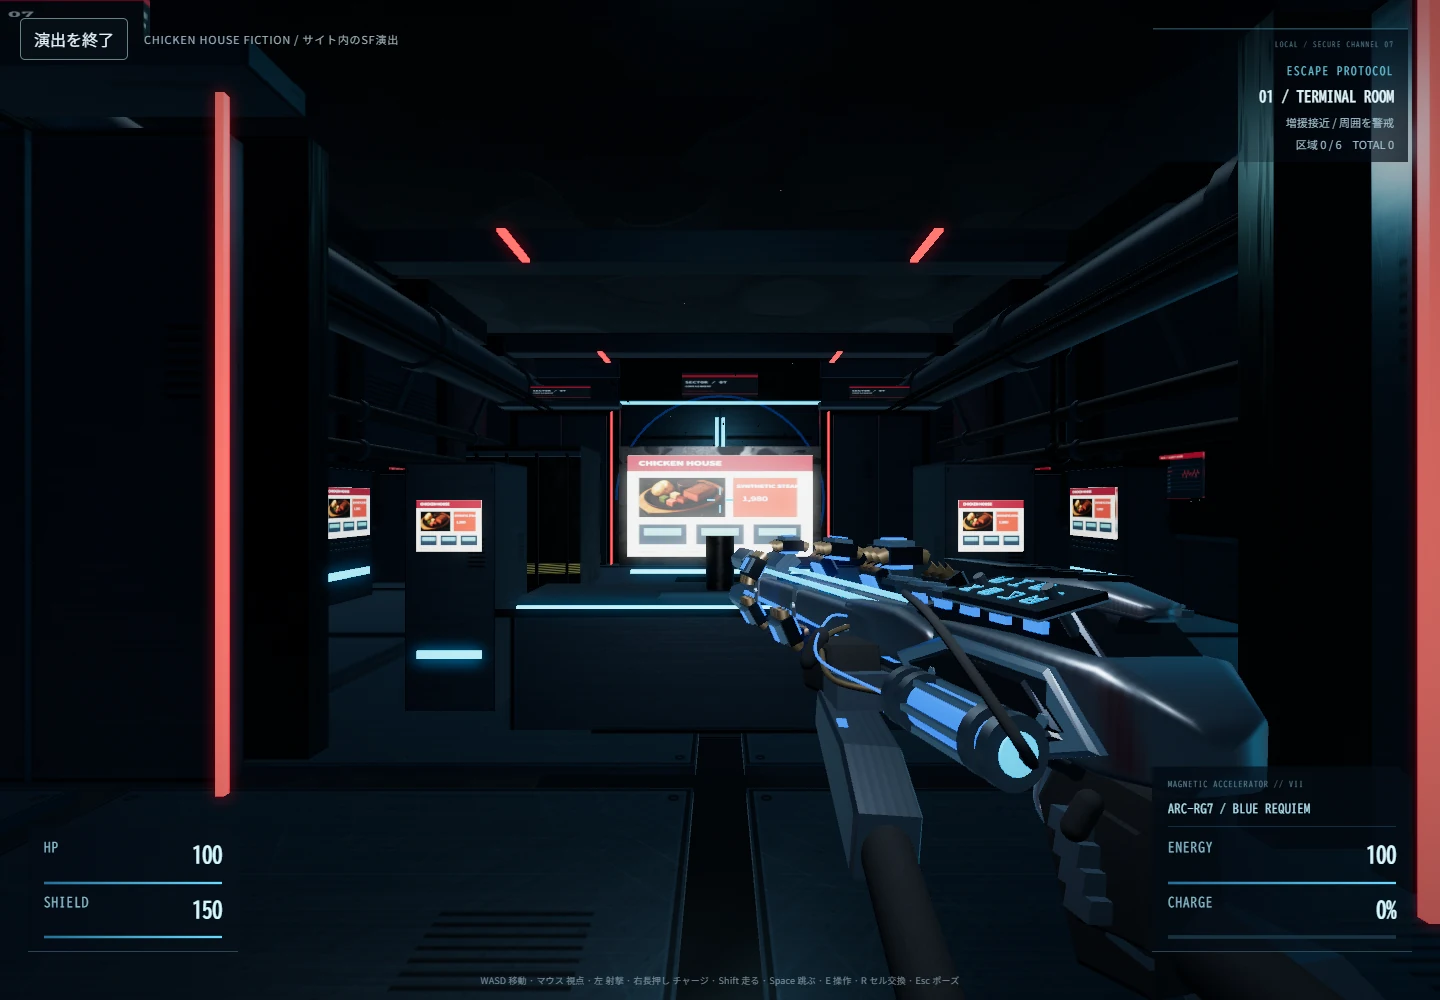 07
演出を終了
CHICKEN HOUSE FICTION / サイト内のSF演出
LOCAL / SECURE CHANNEL 07
ESCAPE PROTOCOL
01 / TERMINAL ROOM
増援接近 / 周囲を警戒
区域 0 / 6 TOTAL 0
SECTOR / 07
CHICKEN HOUSE
1,980
MAGNETIC ACCELERATOR // VII
ARC-RG7 / BLUE REQUIEM
HP
100
SHIELD
150
ENERGY
100
CHARGE
0%
WASD 移動 · マウス 視点 · 左 射撃 · 右長押し チャージ · Shift 走る · Space 跳ぶ · E 操作 · R セル交換 · Esc ポーズ